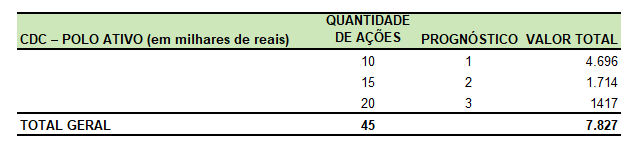 CDC – POLO ATIVO (em milhares de reais) QUANTIDADE DE AÇÕES PROGNÓSTICO VALOR TOTAL
10 1 4.696
15 2 1.714
20 3 1417
TOTAL GERAL 45 7.827